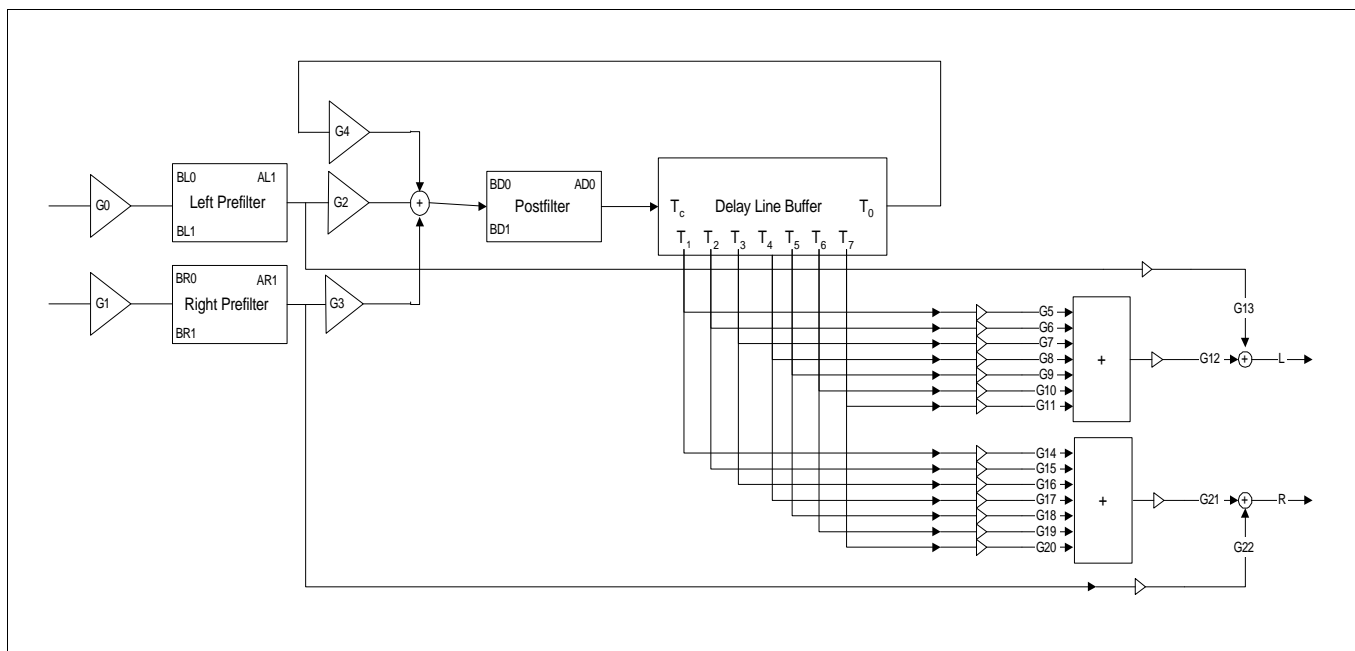 G4
BL0 AL1
BD0 AD0
G0
Left Prefilter
G2
+
Postfilter
Tc Delay Line Buffer T0
BL1
BD1
T1 T2 T3 T4 T5 T6 T7
BR0 AR1
G1
Right Prefilter
G3
BR1
G5
G13
G6
G7
G8
+
G12
+
L
G9
G10
G11
G14
G15
G16
G17
+
G21
+
R
G18
G19
G20
G22